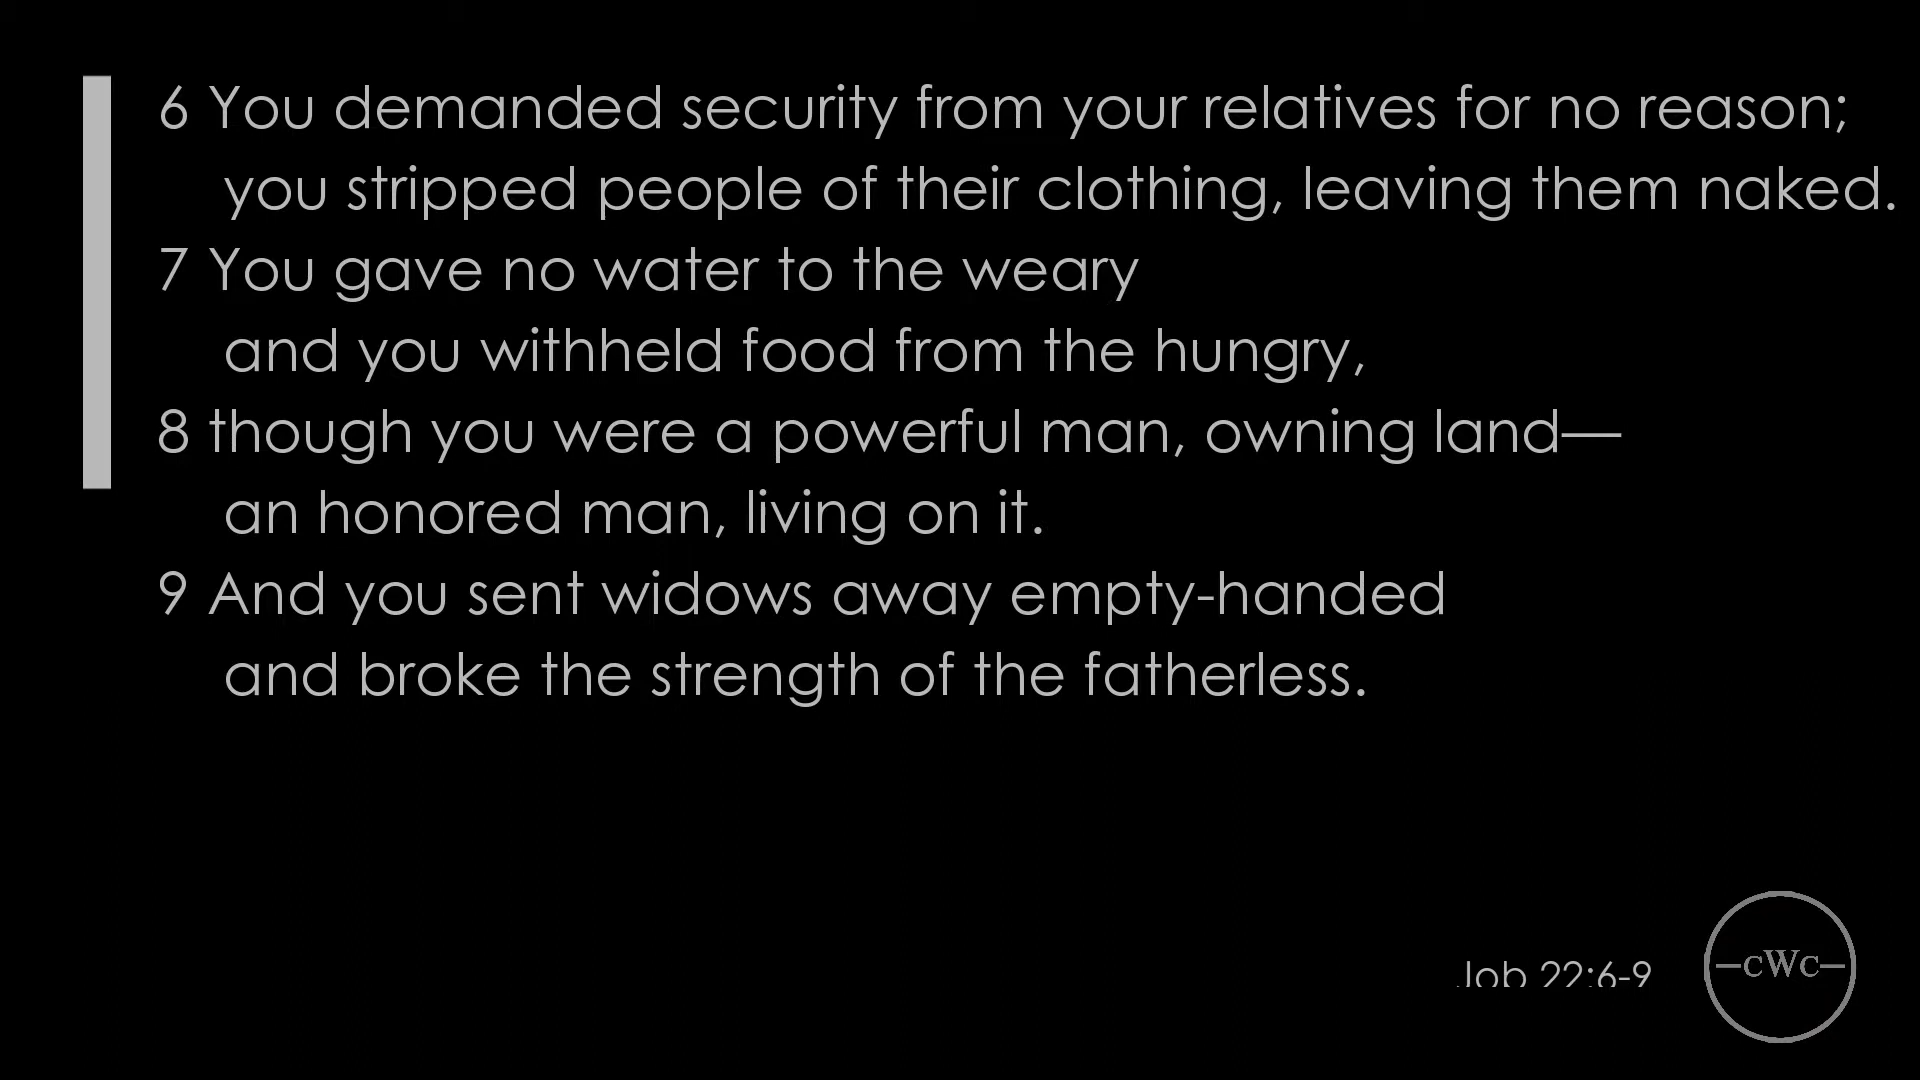 6 You demanded security from your relatives for no reason;
you stripped people of their clothing, leaving them naked.
7 You gave no water to the weary
and you withheld food from the hungry,
8 though you were a powerful man, owning land—
an honored man, living on it.
9 And you sent widows away empty-handed
and broke the strength of the fatherless.
Job 22:6-9
cWc